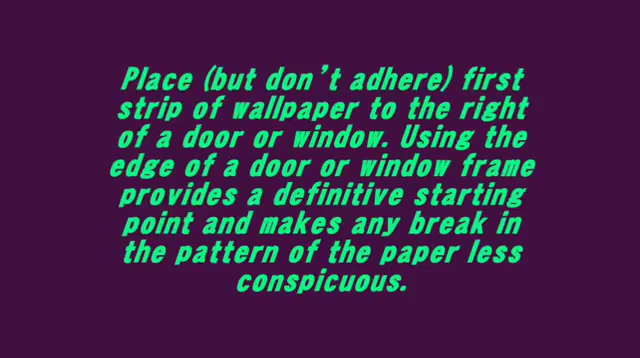 Place (but don’t adhere) first
strip of wallpaper to the right
of a door or window. Using the
edge of a door or window frame
provides a definitive starting
point and makes any break in
the pattern of the paper less
conspicuous.